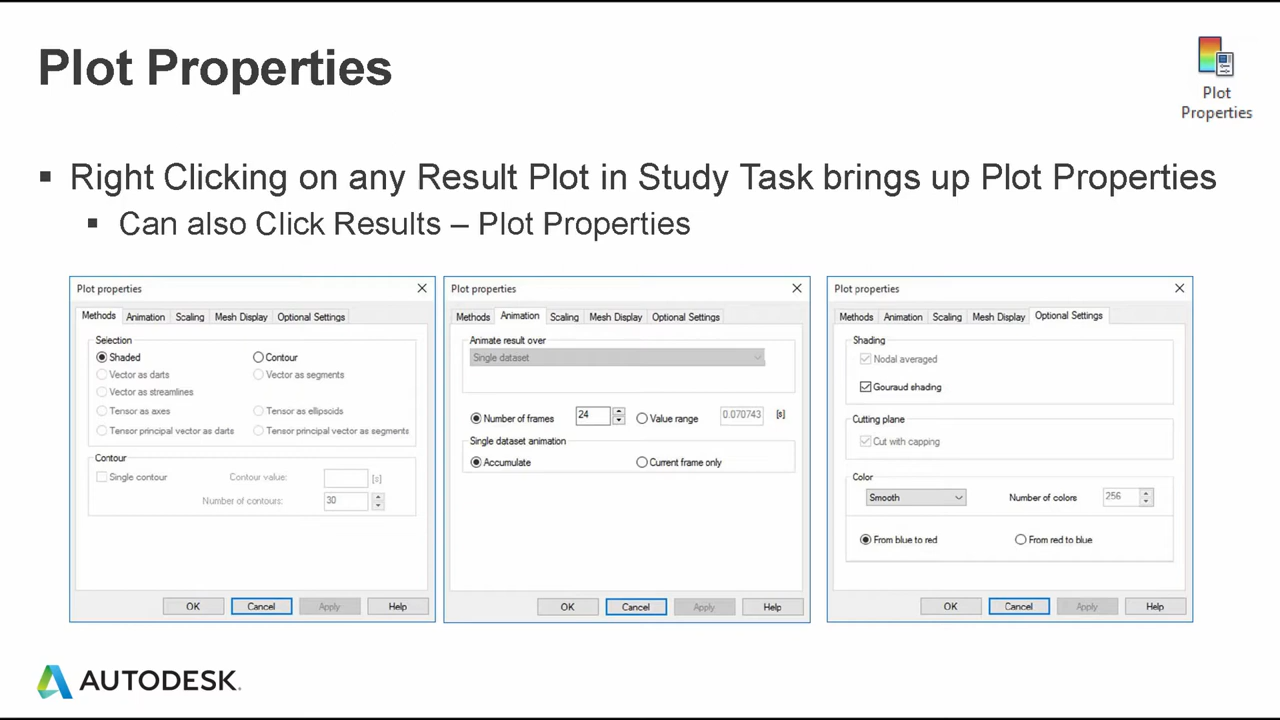 Plot Properties
Plot
Properties
▪ Right Clicking on any Result Plot in Study Task brings up Plot Properties
▪ Can also Click Results – Plot Properties
Plot properties
Methods Animation Scaling Mesh Display Optional Settings
Selection
Shaded Contour
Vector as darts Vector as segments
Vector as streamlines
Tensor as axes Tensor as ellipsoids
Tensor principal vector as darts Tensor principal vector as segments
Contour
Single contour Contour value: [s]
Number of contours: 30
OK Cancel Apply Help
Plot properties
Methods Animation Scaling Mesh Display Optional Settings
Animate result over
Single dataset
Number of frames 24 Value range 0.070743 [s]
Single dataset animation
Accumulate Current frame only
OK Cancel Apply Help
Plot properties
Methods Animation Scaling Mesh Display Optional Settings
Shading
Nodal averaged
Gouraud shading
Cutting plane
Cut with capping
Color
Smooth Number of colors 256
From blue to red From red to blue
OK Cancel Apply Help
AUTODESK.